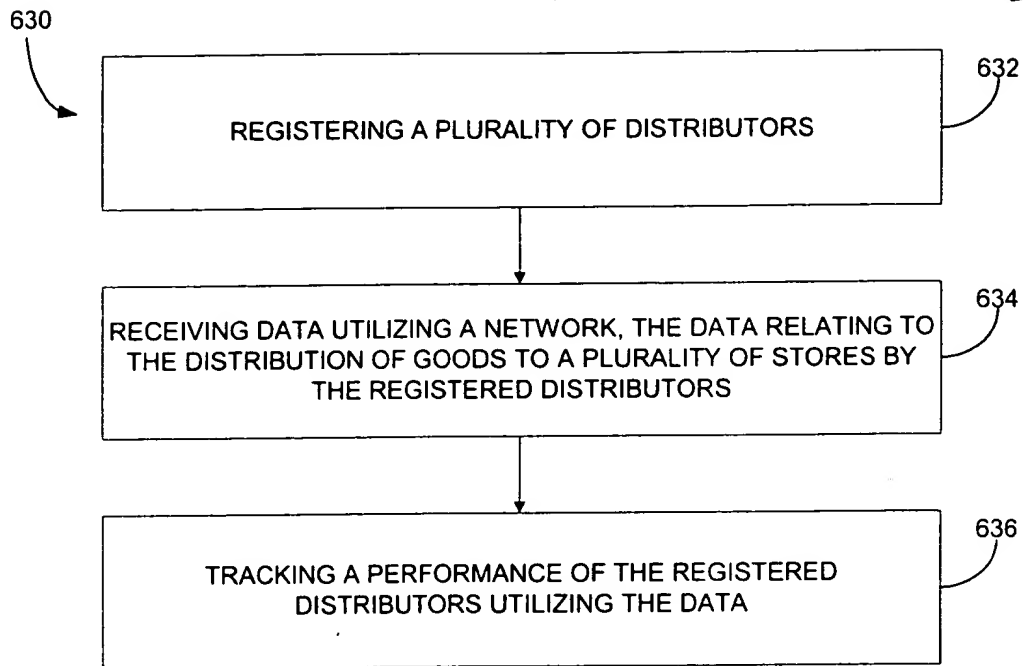 630
632
REGISTERING A PLURALITY OF DISTRIBUTORS
634
RECEIVING DATA UTILIZING A NETWORK, THE DATA RELATING TO
THE DISTRIBUTION OF GOODS TO A PLURALITY OF STORES BY
THE REGISTERED DISTRIBUTORS
636
TRACKING A PERFORMANCE OF THE REGISTERED
DISTRIBUTORS UTILIZING THE DATA